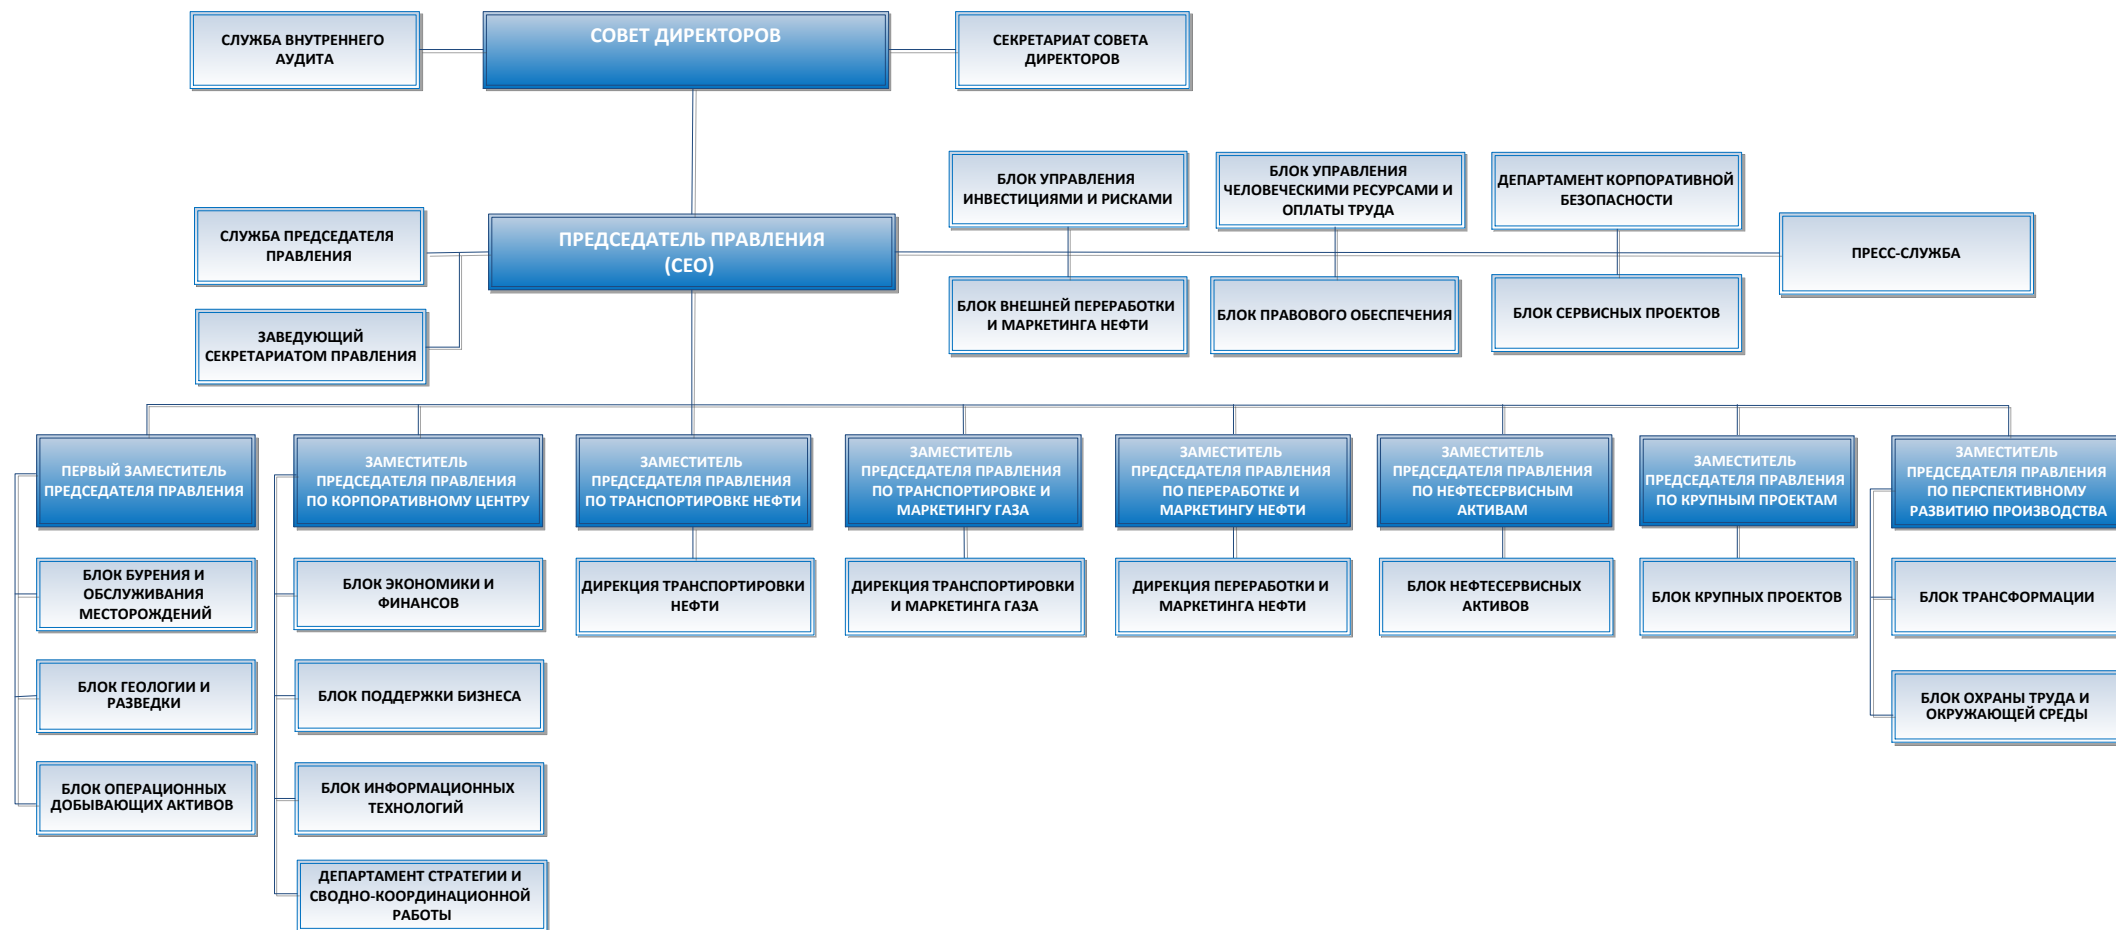 СЛУЖБА ВНУТРЕННЕГО
АУДИТА
СОВЕТ ДИРЕКТОРОВ
СЕКРЕТАРИАТ СОВЕТА
ДИРЕКТОРОВ
БЛОК УПРАВЛЕНИЯ
ИНВЕСТИЦИЯМИ И РИСКАМИ
БЛОК УПРАВЛЕНИЯ
ЧЕЛОВЕЧЕСКИМИ РЕСУРСАМИ И
ОПЛАТЫ ТРУДА
ДЕПАРТАМЕНТ КОРПОРАТИВНОЙ
БЕЗОПАСНОСТИ
СЛУЖБА ПРЕДСЕДАТЕЛЯ
ПРАВЛЕНИЯ
ПРЕДСЕДАТЕЛЬ ПРАВЛЕНИЯ
(CEO)
ПРЕСС-СЛУЖБА
ЗАВЕДУЮЩИЙ
СЕКРЕТАРИАТОМ ПРАВЛЕНИЯ
БЛОК ВНЕШНЕЙ ПЕРЕРАБОТКИ
И МАРКЕТИНГА НЕФТИ
БЛОК ПРАВОВОГО ОБЕСПЕЧЕНИЯ
БЛОК СЕРВИСНЫХ ПРОЕКТОВ
ПЕРВЫЙ ЗАМЕСТИТЕЛЬ
ПРЕДСЕДАТЕЛЯ ПРАВЛЕНИЯ
ЗАМЕСТИТЕЛЬ
ПРЕДСЕДАТЕЛЯ ПРАВЛЕНИЯ
ПО КОРПОРАТИВНОМУ ЦЕНТРУ
ЗАМЕСТИТЕЛЬ
ПРЕДСЕДАТЕЛЯ ПРАВЛЕНИЯ
ПО ТРАНСПОРТИРОВКЕ НЕФТИ
ЗАМЕСТИТЕЛЬ
ПРЕДСЕДАТЕЛЯ ПРАВЛЕНИЯ
ПО ТРАНСПОРТИРОВКЕ И
МАРКЕТИНГУ ГАЗА
ЗАМЕСТИТЕЛЬ
ПРЕДСЕДАТЕЛЯ ПРАВЛЕНИЯ
ПО ПЕРЕРАБОТКЕ И
МАРКЕТИНГУ НЕФТИ
ЗАМЕСТИТЕЛЬ
ПРЕДСЕДАТЕЛЯ ПРАВЛЕНИЯ
ПО НЕФТЕСЕРВИСНЫМ
АКТИВАМ
ЗАМЕСТИТЕЛЬ
ПРЕДСЕДАТЕЛЯ ПРАВЛЕНИЯ
ПО КРУПНЫМ ПРОЕКТАМ
ЗАМЕСТИТЕЛЬ
ПРЕДСЕДАТЕЛЯ ПРАВЛЕНИЯ
ПО ПЕРСПЕКТИВНОМУ
РАЗВИТИЮ ПРОИЗВОДСТВА
БЛОК БУРЕНИЯ И
ОБСЛУЖИВАНИЯ
МЕСТОРОЖДЕНИЙ
БЛОК ЭКОНОМИКИ И
ФИНАНСОВ
ДИРЕКЦИЯ ТРАНСПОРТИРОВКИ
НЕФТИ
ДИРЕКЦИЯ ТРАНСПОРТИРОВКИ
И МАРКЕТИНГА ГАЗА
ДИРЕКЦИЯ ПЕРЕРАБОТКИ И
МАРКЕТИНГА НЕФТИ
БЛОК НЕФТЕСЕРВИСНЫХ
АКТИВОВ
БЛОК КРУПНЫХ ПРОЕКТОВ
БЛОК ТРАНСФОРМАЦИИ
БЛОК ГЕОЛОГИИ И
РАЗВЕДКИ
БЛОК ПОДДЕРЖКИ БИЗНЕСА
БЛОК ОХРАНЫ ТРУДА И
ОКРУЖАЮЩЕЙ СРЕДЫ
БЛОК ОПЕРАЦИОННЫХ
ДОБЫВАЮЩИХ АКТИВОВ
БЛОК ИНФОРМАЦИОННЫХ
ТЕХНОЛОГИЙ
ДЕПАРТАМЕНТ СТРАТЕГИИ И
СВОДНО-КООРДИНАЦИОННОЙ
РАБОТЫ